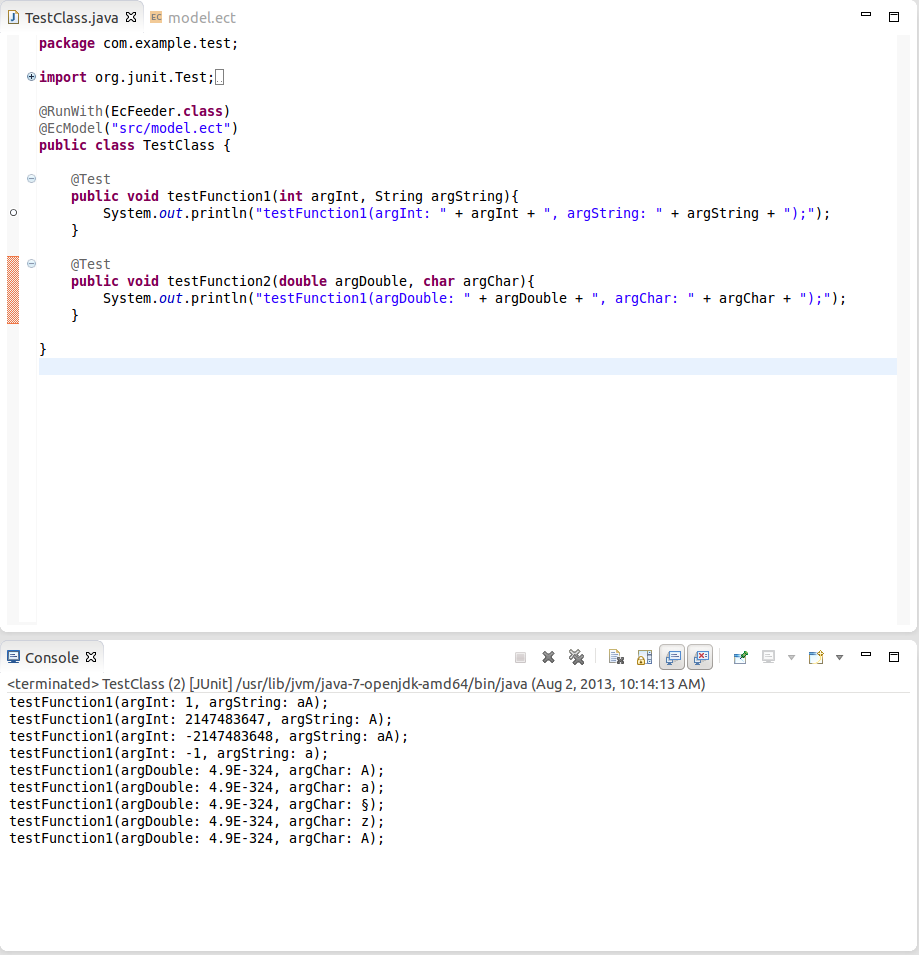 TestClass.java model.ect
package com.example.test;
import org.junit.Test;
@RunWith(EcFeeder.class)
@EcModel("src/model.ect")
public class TestClass {
@Test
public void testFunction1(int argInt, String argString){
System.out.println("testFunction1(argInt: " + argInt + ", argString: " + argString + ");");
}
@Test
public void testFunction2(double argDouble, char argChar){
System.out.println("testFunction1(argDouble: " + argDouble + ", argChar: " + argChar + ");");
}
}
Console
<terminated> TestClass (2) [JUnit] /usr/lib/jvm/java-7-openjdk-amd64/bin/java (Aug 2, 2013, 10:14:13 AM)
testFunction1(argInt: 1, argString: aA);
testFunction1(argInt: 2147483647, argString: A);
testFunction1(argInt: -2147483648, argString: aA);
testFunction1(argInt: -1, argString: a);
testFunction1(argDouble: 4.9E-324, argChar: A);
testFunction1(argDouble: 4.9E-324, argChar: a);
testFunction1(argDouble: 4.9E-324, argChar: §);
testFunction1(argDouble: 4.9E-324, argChar: z);
testFunction1(argDouble: 4.9E-324, argChar: A);